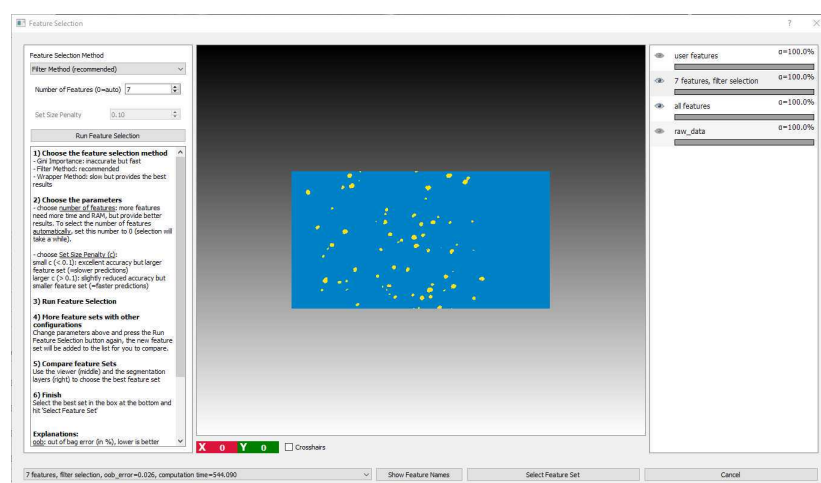 Feature Selection
?
Feature Selection Method
Filter Method (recommended)
Number of Features (0=auto) 7
Set Size Penalty 0.10
Run Feature Selection
1) Choose the feature selection method
- Gini Importance: inaccurate but fast
- Filter Method: recommended
- Wrapper Method: slow but provides the best
results
2) Choose the parameters
- choose number of features: more features
need more time and RAM, but provide better
results. To select the number of features
automatically, set this number to 0 (selection will
take a while).
- choose Set Size Penalty (c):
small c (< 0.1): excellent accuracy but larger
feature set (=slower predictions)
larger c (> 0.1): slightly reduced accuracy but
smaller feature set (=faster predictions)
3) Run Feature Selection
4) More feature sets with other
configurations
Change parameters above and press the Run
Feature Selection button again, the new feature
set will be added to the list for you to compare.
5) Compare feature Sets
Use the viewer (middle) and the segmentation
layers (right) to choose the best feature set
6) Finish
Select the best set in the box at the bottom and
hit 'Select Feature Set'
Explanations:
oob: out of bag error (in %), lower is better
X 0 Y 0 Crosshairs
user features α=100.0%
7 features, filter selection α=100.0%
all features α=100.0%
raw_data α=100.0%
7 features, filter selection, oob_error=0.026, computation time=544.090
Show Feature Names
Select Feature Set
Cancel